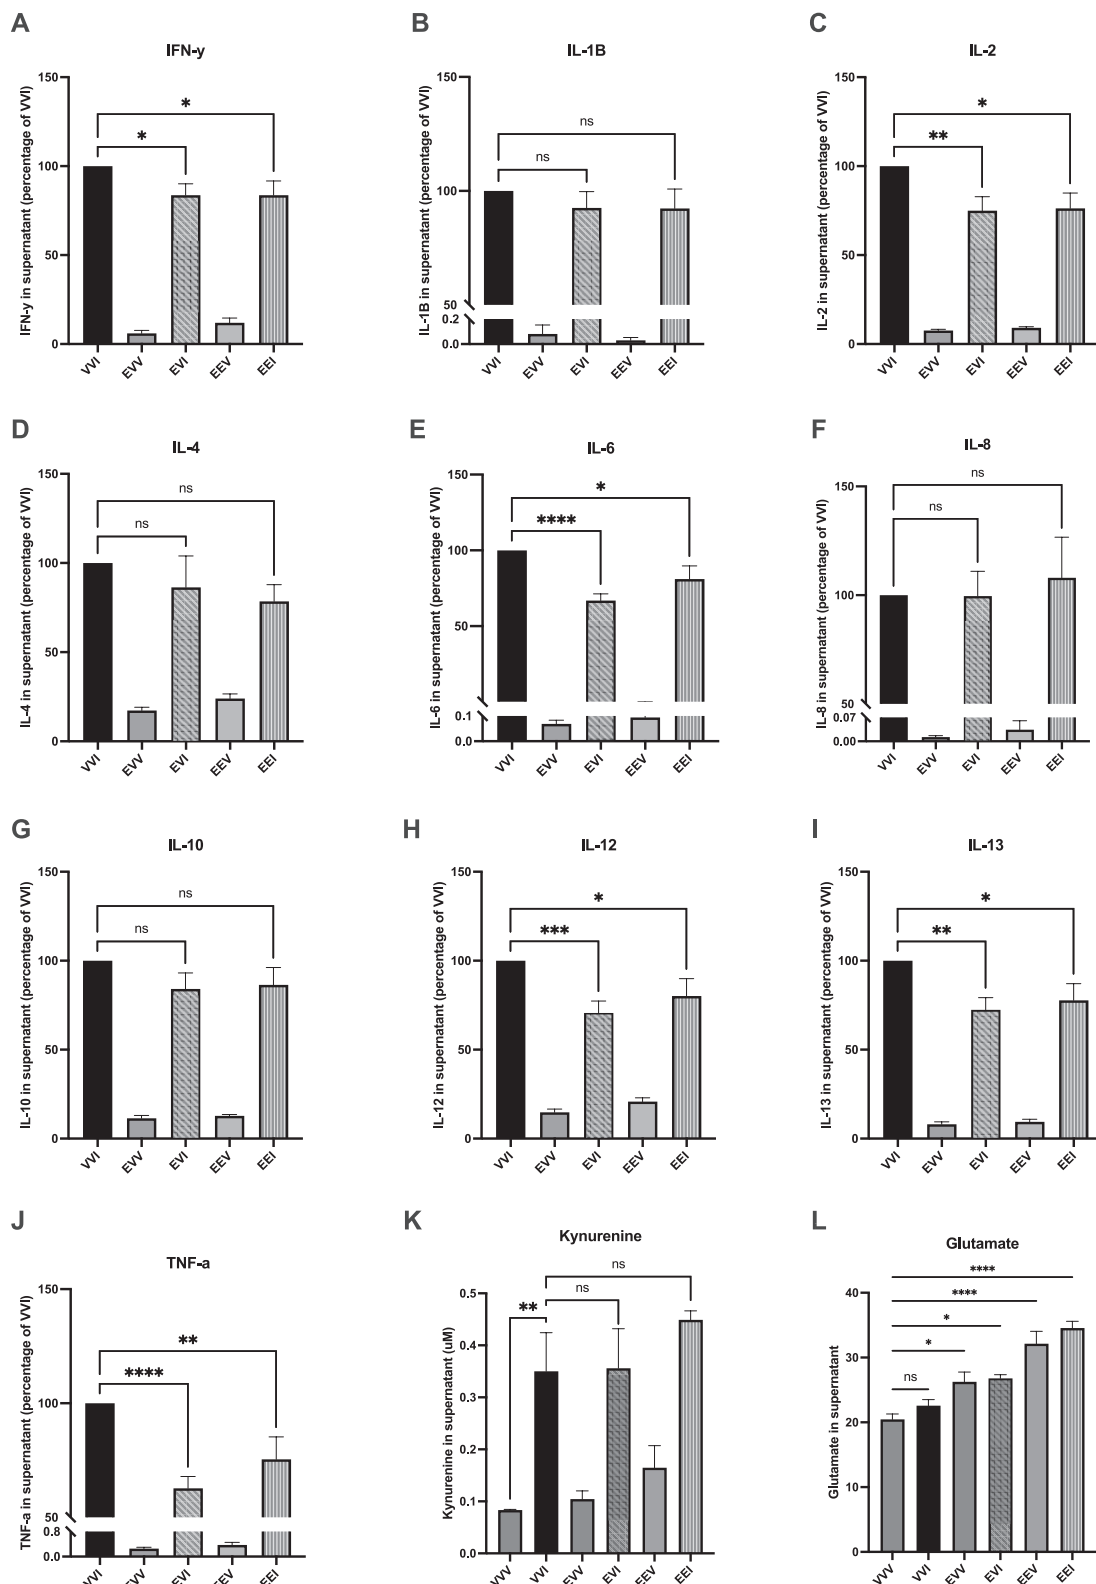 A
IFN-y
IFN-y in supernatant (percentage of VVI)
150
100
50
0
*
*
VVI
EVV
EVI
EEV
EEI
B
IL-1B
IL-1B in supernatant (percentage of VVI)
150
100
50
0.2
0.0
ns
ns
VVI
EVV
EVI
EEV
EEI
C
IL-2
IL-2 in supernatant (percentage of VVI)
150
100
50
0
*
**
VVI
EVV
EVI
EEV
EEI
D
IL-4
IL-4 in supernatant (percentage of VVI)
150
100
50
0
ns
ns
VVI
EVV
EVI
EEV
EEI
E
IL-6
IL-6 in supernatant (percentage of VVI)
150
100
50
0.1
0.0
*
****
VVI
EVV
EVI
EEV
EEI
F
IL-8
IL-8 in supernatant (percentage of VVI)
150
100
50
0.07
0.00
ns
ns
VVI
EVV
EVI
EEV
EEI
G
IL-10
IL-10 in supernatant (percentage of VVI)
150
100
50
0
ns
ns
VVI
EVV
EVI
EEV
EEI
H
IL-12
IL-12 in supernatant (percentage of VVI)
150
100
50
0
*
***
VVI
EVV
EVI
EEV
EEI
I
IL-13
IL-13 in supernatant (percentage of VVI)
150
100
50
0
*
**
VVI
EVV
EVI
EEV
EEI
J
TNF-a
TNF-a in supernatant (percentage of VVI)
150
100
50
0.8
0.0
**
****
VVI
EVV
EVI
EEV
EEI
K
Kynurenine
Kynurenine in supernatant (uM)
0.5
0.4
0.3
0.2
0.1
0.0
ns
ns
**
VVV
VVI
EVV
EVI
EEV
EEI
L
Glutamate
Glutamate in supernatant
40
30
20
10
0
****
****
*
*
ns
VVV
VVI
EVV
EVI
EEV
EEI